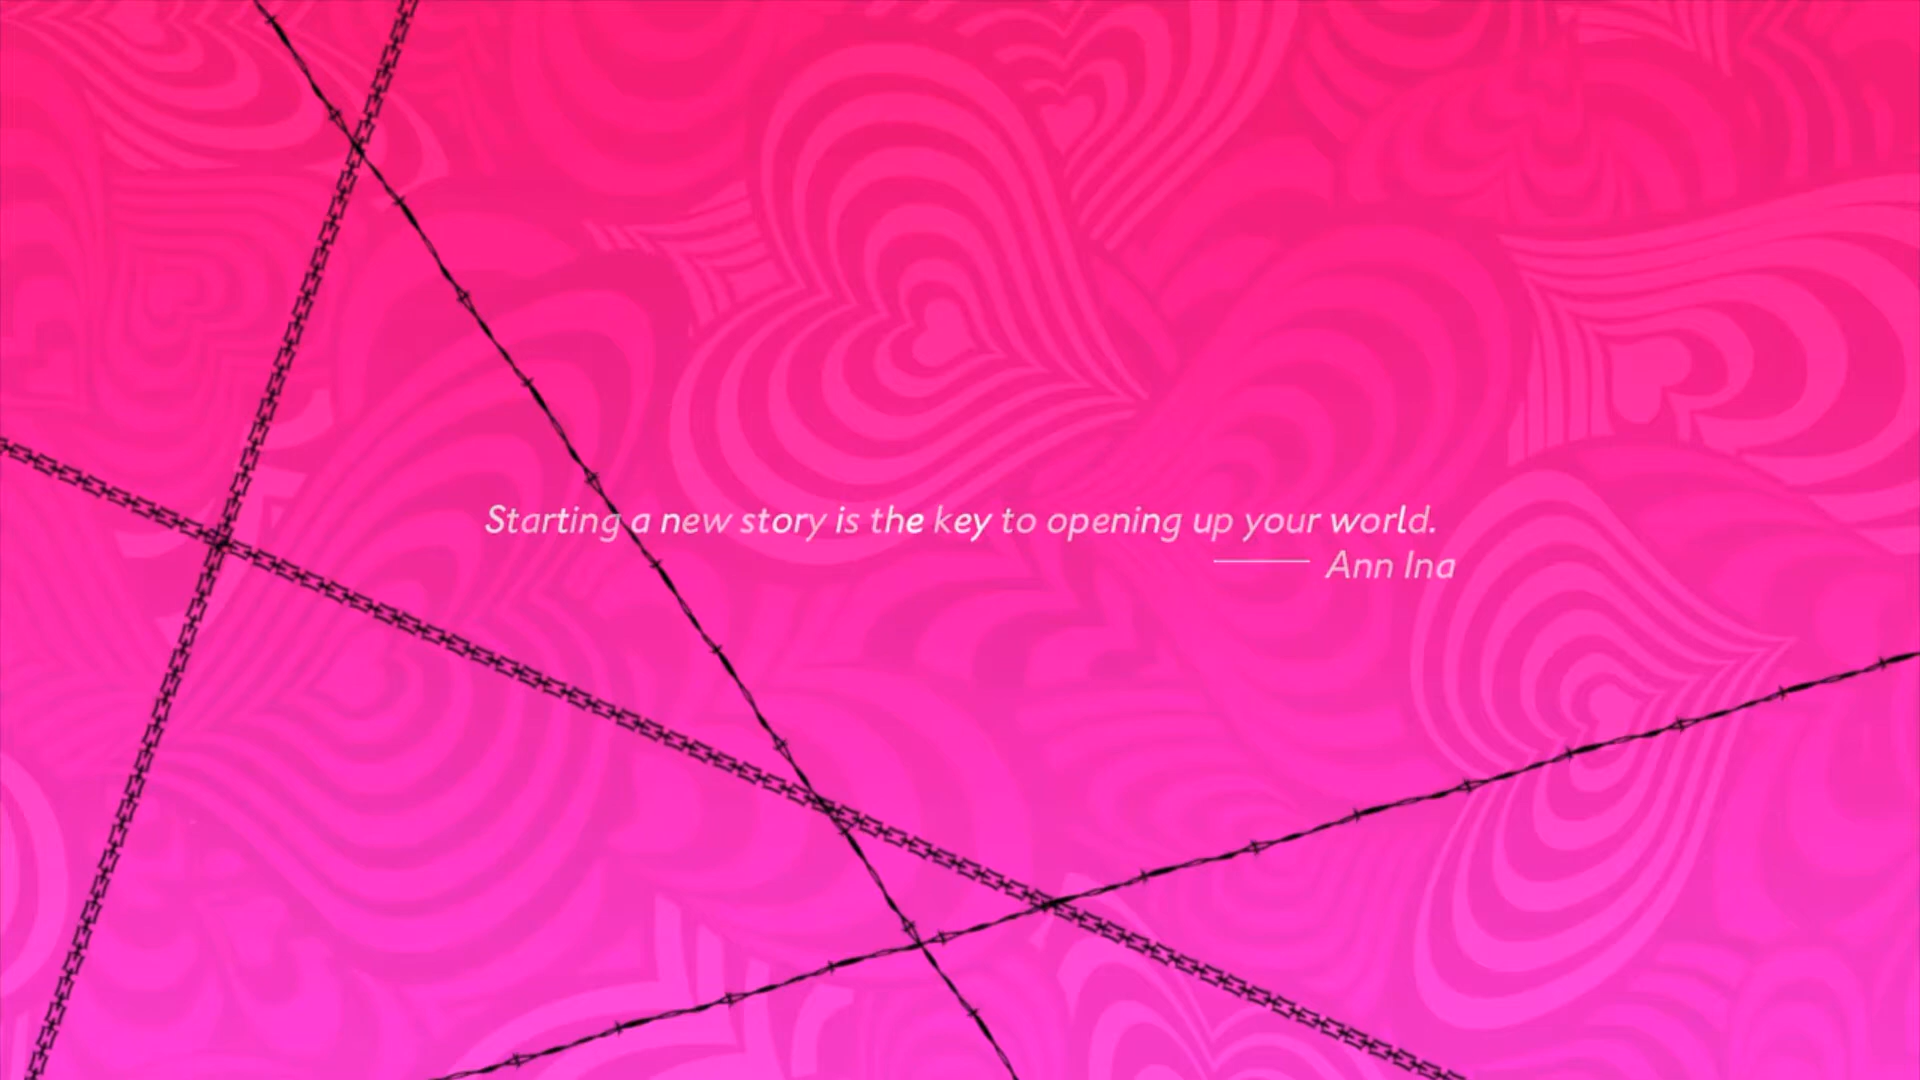 Starting a new story is the key to opening up your world.
—— Ann Ina